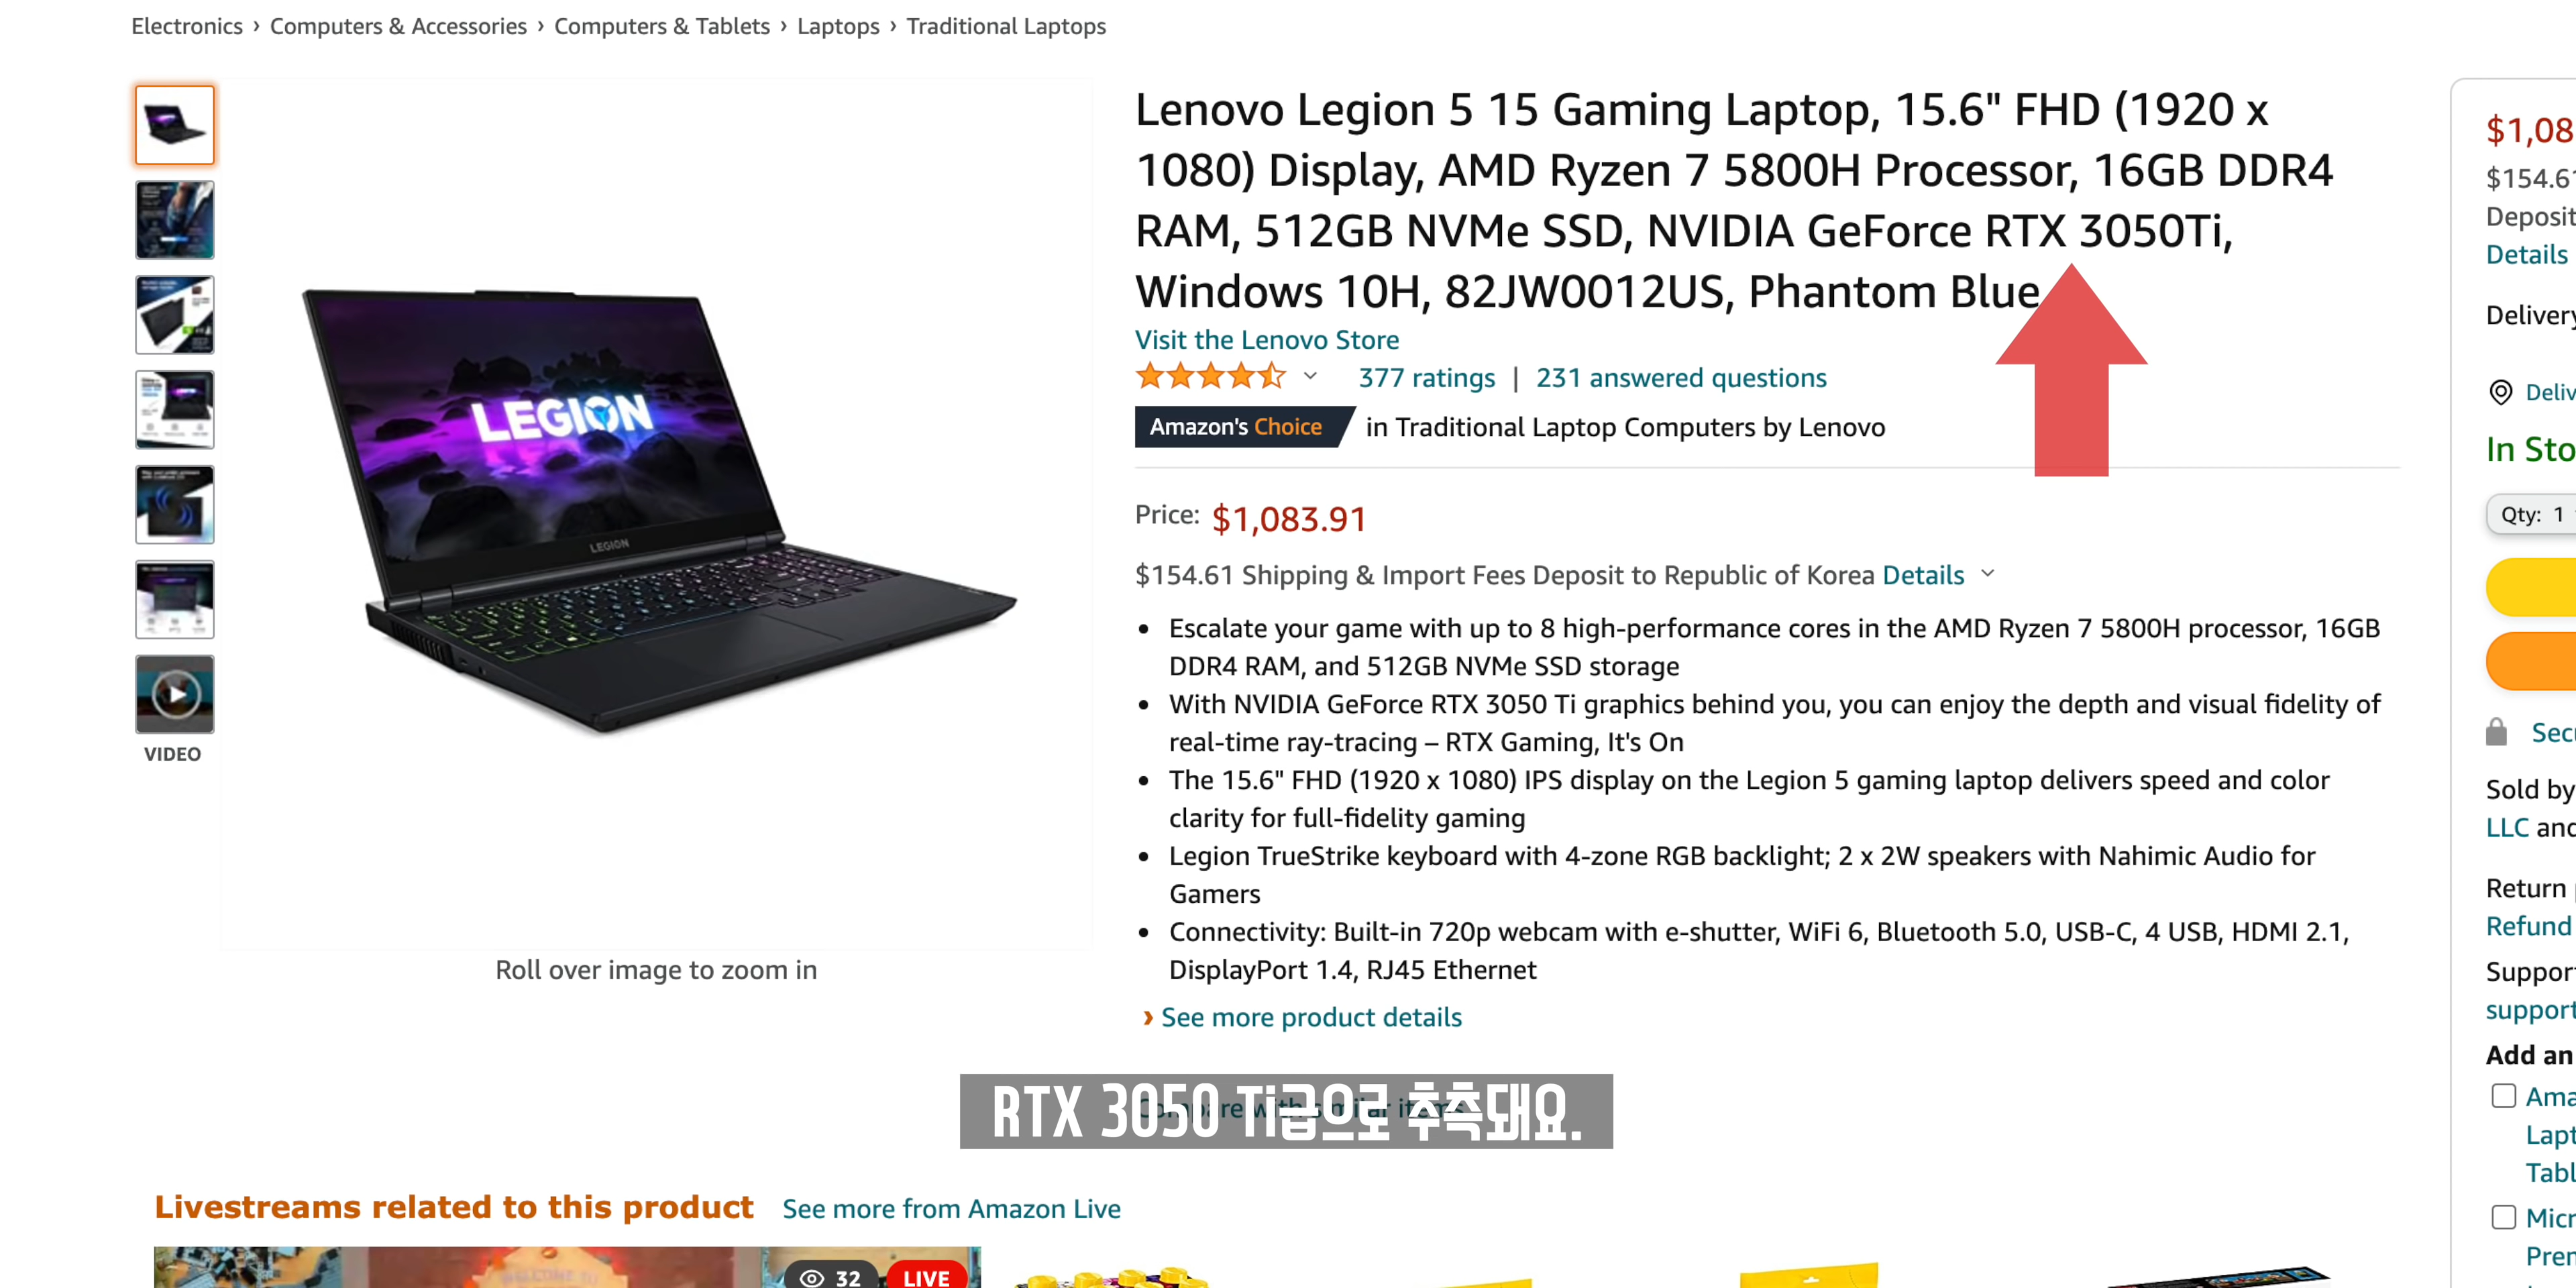 Electronics › Computers & Accessories › Computers & Tablets › Laptops › Traditional Laptops
Lenovo Legion 5 15 Gaming Laptop, 15.6" FHD (1920 x
1080) Display, AMD Ryzen 7 5800H Processor, 16GB DDR4
RAM, 512GB NVMe SSD, NVIDIA GeForce RTX 3050Ti,
Windows 10H, 82JW0012US, Phantom Blue
Visit the Lenovo Store
377 ratings | 231 answered questions
Amazon's Choice in Traditional Laptop Computers by Lenovo
Price: $1,083.91
$154.61 Shipping & Import Fees Deposit to Republic of Korea Details
• Escalate your game with up to 8 high-performance cores in the AMD Ryzen 7 5800H processor, 16GB
DDR4 RAM, and 512GB NVMe SSD storage
• With NVIDIA GeForce RTX 3050 Ti graphics behind you, you can enjoy the depth and visual fidelity of
real-time ray-tracing – RTX Gaming, It's On
• The 15.6" FHD (1920 x 1080) IPS display on the Legion 5 gaming laptop delivers speed and color
clarity for full-fidelity gaming
• Legion TrueStrike keyboard with 4-zone RGB backlight; 2 x 2W speakers with Nahimic Audio for
Gamers
• Connectivity: Built-in 720p webcam with e-shutter, WiFi 6, Bluetooth 5.0, USB-C, 4 USB, HDMI 2.1,
DisplayPort 1.4, RJ45 Ethernet
› See more product details
LEGION
LEGION
VIDEO
Roll over image to zoom in
RTX 3050 Ti급으로 추측돼요.
Livestreams related to this product See more from Amazon Live
32 LIVE
$1,08
$154.61
Deposit
Details
Delivery
Deliv
In Sto
Qty: 1
Secu
Sold by
LLC and
Return
Refund
Support
support
Add an
Ama
Lapt
Tabl
Micr
Prem